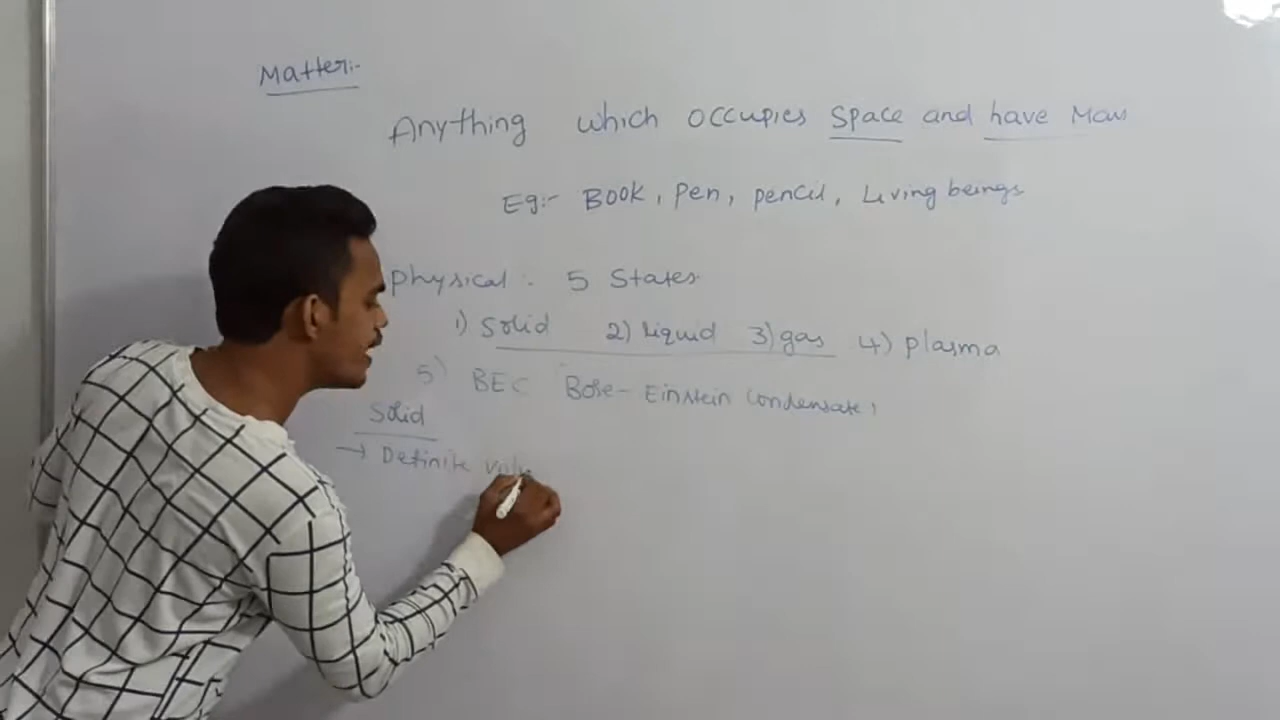 Matter:-
Anything which occupies space and have Mass
Eg:- Book, Pen, pencil, Living beings
Physical : 5 States
1) Solid 2) liquid 3) gas 4) plasma
5) BEC Bose-Einstein condensate
Solid
→ Definite volu